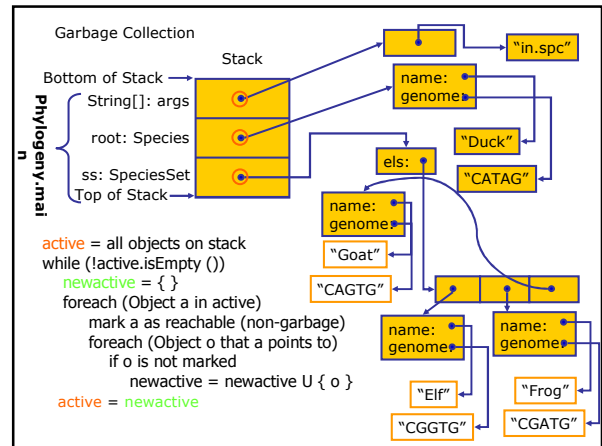 Garbage Collection
Stack
Bottom of Stack
String[]: args
root: Species
ss: SpeciesSet
Top of Stack
Phylogeny.mai
n
"in.spc"
name:
genome:
"Duck"
"CATAG"
els:
name:
genome:
"Goat"
"CAGTG"
name:
genome:
"Elf"
"CGGTG"
name:
genome:
"Frog"
"CGATG"
active = all objects on stack
while (!active.isEmpty ())
newactive = { }
foreach (Object a in active)
mark a as reachable (non-garbage)
foreach (Object o that a points to)
if o is not marked
newactive = newactive U { o }
active = newactive